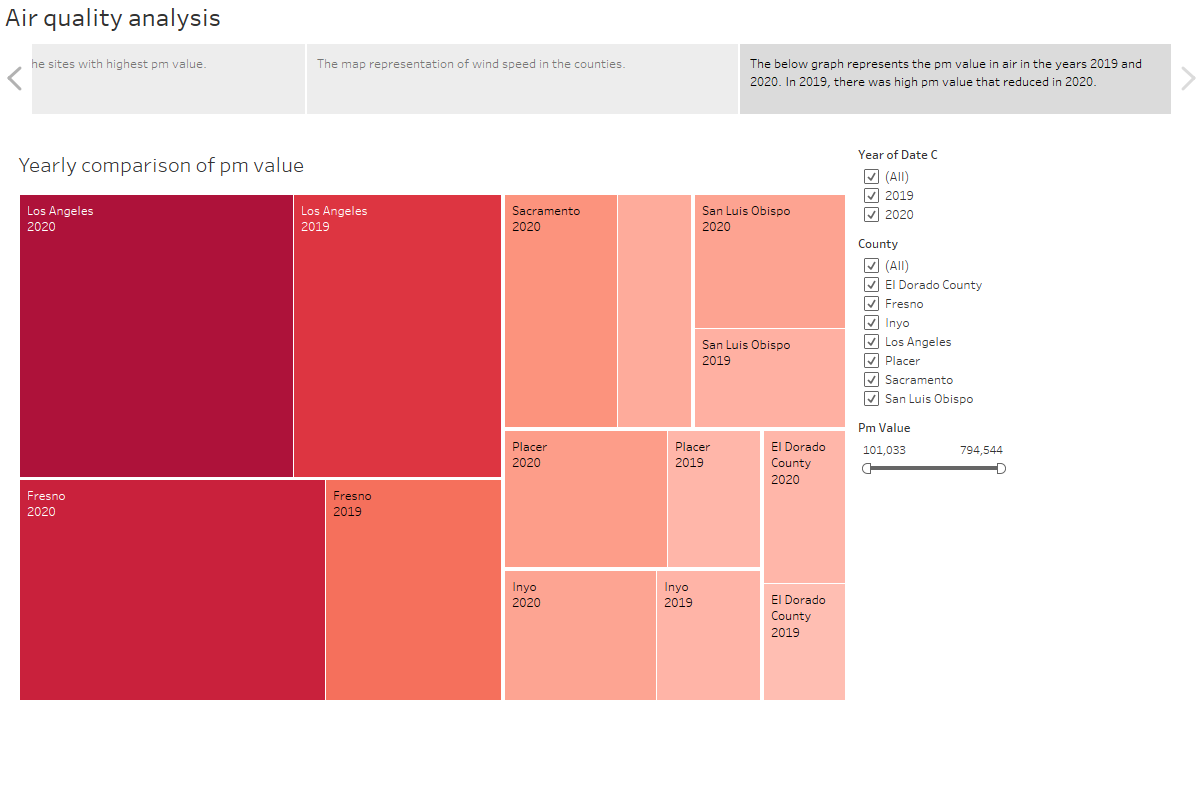 Air quality analysis
he sites with highest pm value.
The map representation of wind speed in the counties.
The below graph represents the pm value in air in the years 2019 and
2020. In 2019, there was high pm value that reduced in 2020.
Yearly comparison of pm value
Los Angeles
2020
Los Angeles
2019
Fresno
2020
Fresno
2019
Sacramento
2020
San Luis Obispo
2020
San Luis Obispo
2019
Placer
2020
Placer
2019
El Dorado
County
2020
Inyo
2020
Inyo
2019
El Dorado
County
2019
Year of Date C
(All)
2019
2020
County
(All)
El Dorado County
Fresno
Inyo
Los Angeles
Placer
Sacramento
San Luis Obispo
Pm Value
101,033 794,544